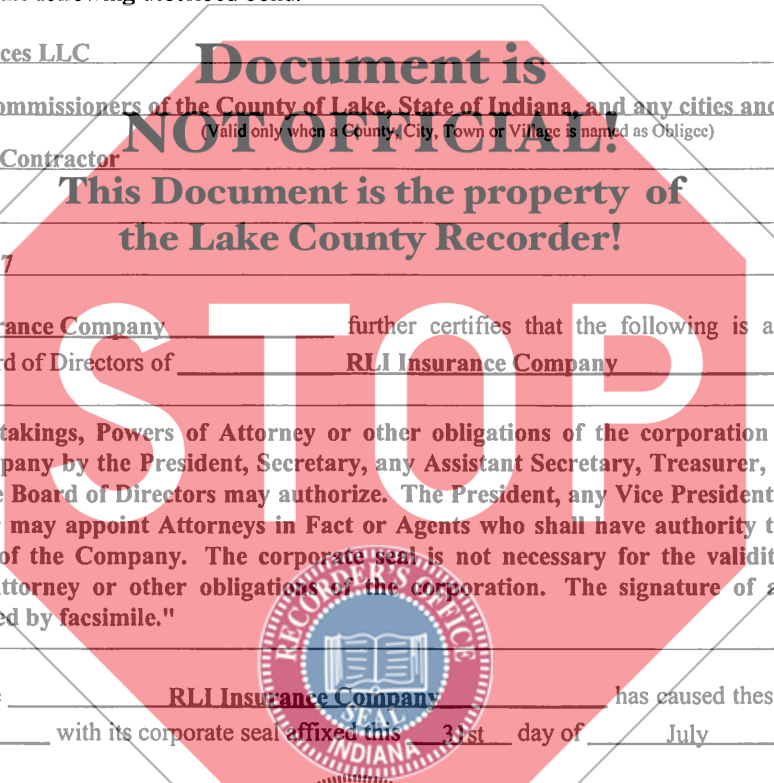 ces LLC
Document is
ommissioners of the County of Lake, State of Indiana, and any cities and
NOT OFFICIAL!
(Valid only when a County, City, Town or Village is named as Obligee)
Contractor
This Document is the property of
the Lake County Recorder!
7
rance Company further certifies that the following is a
rd of Directors of RLI Insurance Company
STOP
takings, Powers of Attorney or other obligations of the corporation
pany by the President, Secretary, any Assistant Secretary, Treasurer,
e Board of Directors may authorize. The President, any Vice President
may appoint Attorneys in Fact or Agents who shall have authority t
of the Company. The corporate seal is not necessary for the validit
ttorney or other obligations of the corporation. The signature of a
ed by facsimile."
RECORDER'S OFFICE
SEAL
INDIANA
e RLI Insurance Company has caused thes
with its corporate seal affixed this 31st day of July